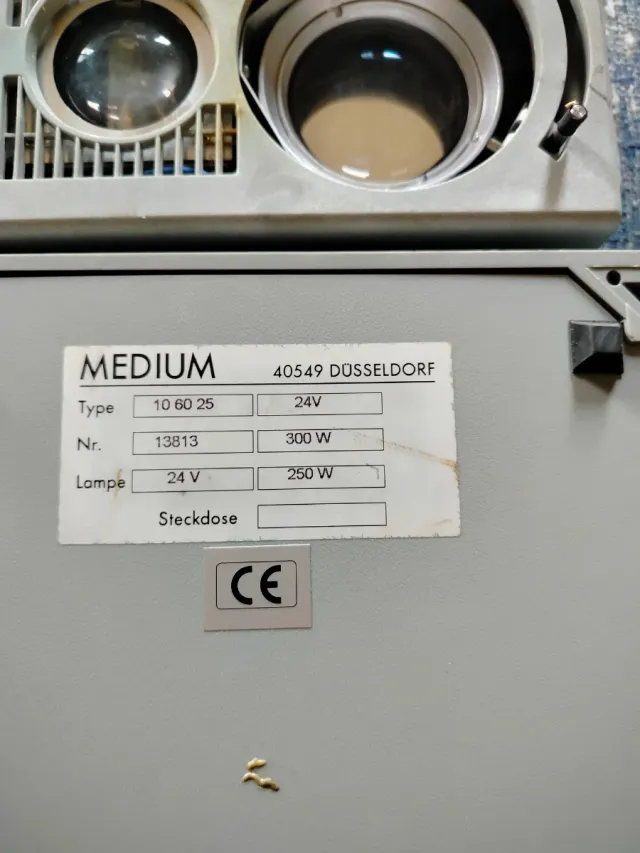 MEDIUM 40549 DÜSSELDORF
Type 10 60 25 24V
Nr. 13813 300 W
Lampe 24 V 250 W
Steckdose
CE